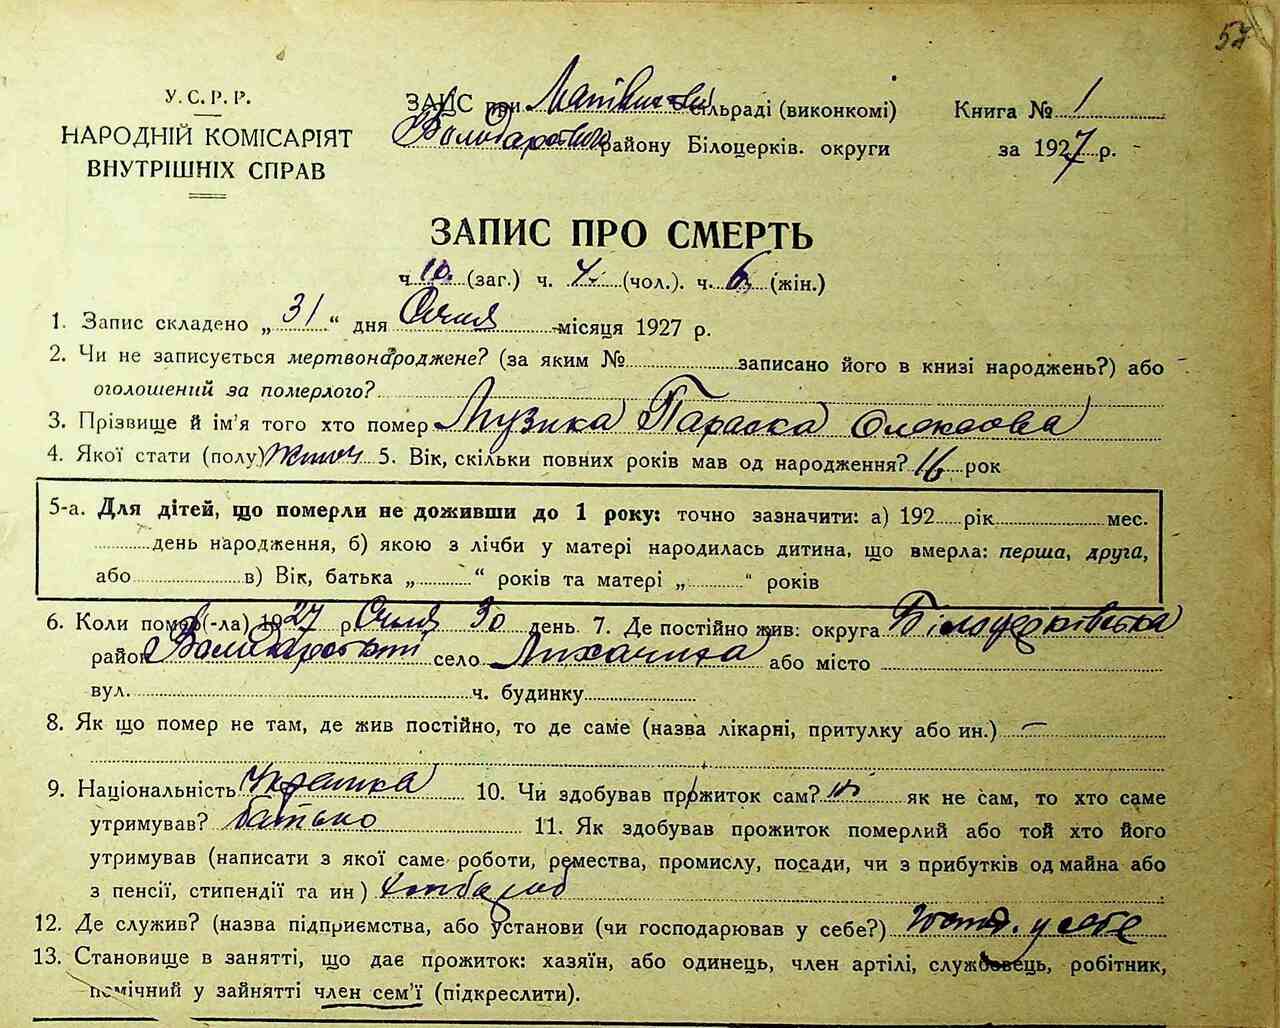 57
У.С.Р.Р.
НАРОДНІЙ КОМІСАРІЯТ
ВНУТРІШНІХ СПРАВ
ЗАПИС при сільраді (виконкомі)
Володарського району Білоцерків. округи
Книга № 1
за 1927 р.
ЗАПИС ПРО СМЕРТЬ
ч. 10. (заг.) ч. 4. (чол.). ч. 6. (жін.)
1. Запис складено „ 31 “ дня Січня місяця 1927 р.
2. Чи не записується мертвонароджене? (за яким № записано його в книзі народжень?) або
оголошений за померлого?
3. Прізвище й ім'я того хто помер Музика Параска Олексова
4. Якої стати (полу) жіноч 5. Вік, скільки повних років мав од народження? 16 рок
5-а. Для дітей, що померли не доживши до 1 року: точно зазначити: а) 192 рік мес.
день народження, б) якою з лічби у матері народилась дитина, що вмерла: перша, друга,
або в) Вік, батька „ “ років та матері „ “ років
6. Коли помер(-ла) 1927 р Січня 30 день. 7. Де постійно жив: округа Білоцерківська
район Володарський село Лихачиха або місто
вул. ч. будинку
8. Як що помер не там, де жив постійно, то де саме (назва лікарні, притулку або ин.) —
9. Національність Українка 10. Чи здобував прожиток сам? ні як не сам, то хто саме
утримував? батько 11. Як здобував прожиток померлий або той хто його
утримував (написати з якої саме роботи, ремества, промислу, посади, чи з прибутків од майна або
з пенсії, стипендії та ин) хлібороб
12. Де служив? (назва підприємства, або установи (чи господарював у себе?) у себе
13. Становище в занятті, що дає прожиток: хазяїн, або одинець, член артілі, службовець, робітник,
помічний у зайнятті член сем'ї (підкреслити).